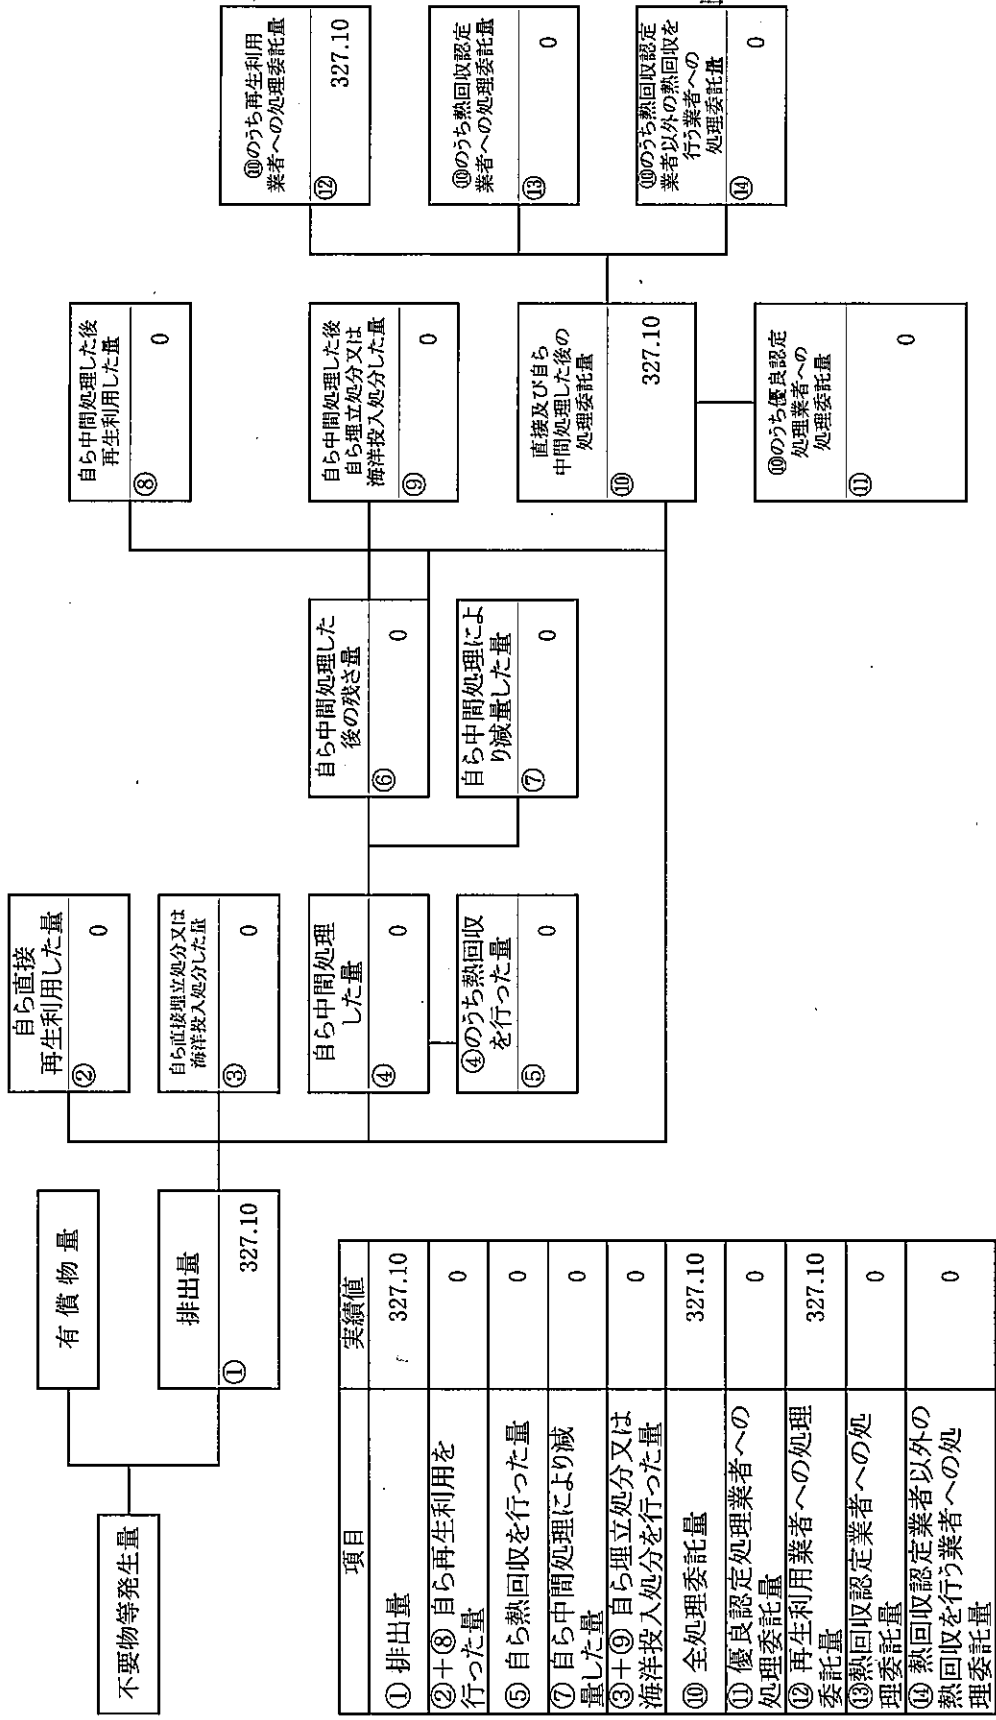 不要物等発生量
有償物量
排出量
①
327.10
自ら直接
再生利用した量
②
0
自ら直接埋立処分又は
海洋投入処分した量
③
0
自ら中間処理
した量
④
0
④のうち熱回収
を行った量
⑤
0
自ら中間処理した
後の残さ量
⑥
0
自ら中間処理によ
り減量した量
⑦
0
自ら中間処理した後
再生利用した量
⑧
0
自ら中間処理した後
自ら埋立処分又は
海洋投入処分した量
⑨
0
直接及び自ら
中間処理した後の
処理委託量
⑩
327.10
⑩のうち優良認定
処理業者への
処理委託量
⑪
0
⑩のうち再生利用
業者への処理委託量
⑫
327.10
⑩のうち熱回収認定
業者への処理委託量
⑬
0
⑩のうち熱回収認定
業者以外の熱回収を
行う業者への
処理委託量
⑭
0
項目 実績値
① 排出量 327.10
②+⑧ 自ら再生利用を
行った量 0
⑤ 自ら熱回収を行った量 0
⑦ 自ら中間処理により減
量した量 0
③+⑨ 自ら埋立処分又は
海洋投入処分を行った量 0
⑩ 全処理委託量 327.10
⑪ 優良認定処理業者への
処理委託量 0
⑫ 再生利用業者への処理
委託量 327.10
⑬熱回収認定業者への処
理委託量 0
⑭ 熱回収認定業者以外の
熱回収を行う業者への処
理委託量 0